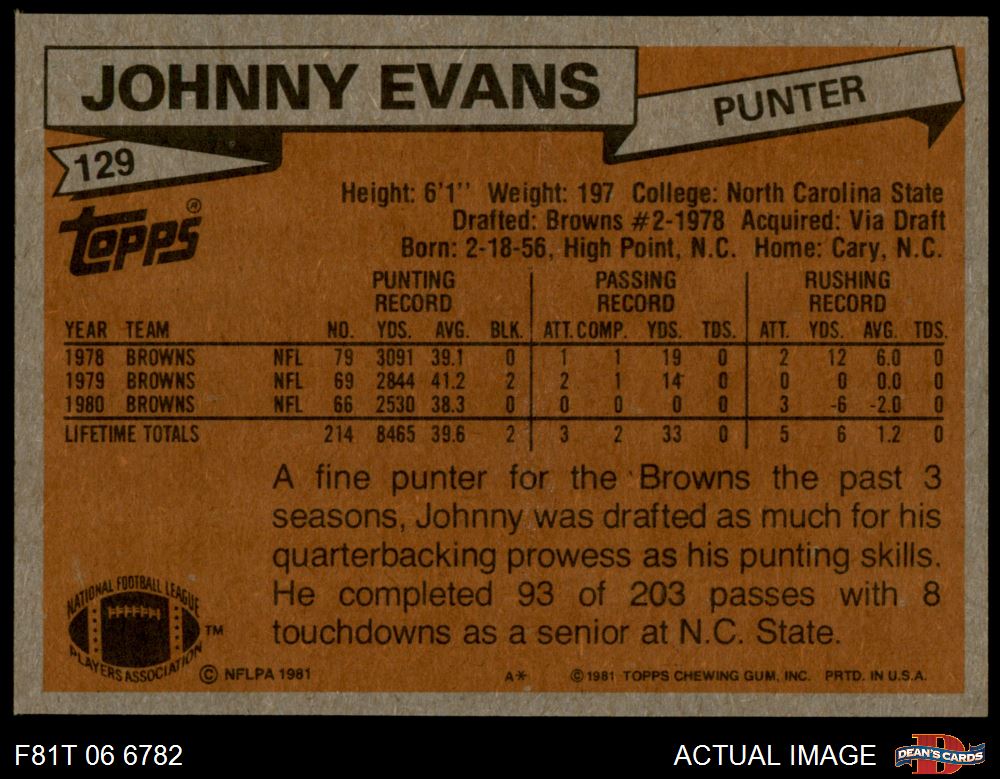 JOHNNY EVANS
PUNTER
129
Topps®
Height: 6'1'' Weight: 197 College: North Carolina State
Drafted: Browns #2-1978 Acquired: Via Draft
Born: 2-18-56, High Point, N.C. Home: Cary, N.C.
PUNTING RECORD PASSING RECORD RUSHING RECORD
YEAR TEAM NO. YDS. AVG. BLK. ATT. COMP. YDS. TDS. ATT. YDS. AVG. TDS.
1978 BROWNS NFL 79 3091 39.1 0 1 1 19 0 2 12 6.0 0
1979 BROWNS NFL 69 2844 41.2 2 2 1 14 0 0 0 0.0 0
1980 BROWNS NFL 66 2530 38.3 0 0 0 0 0 3 -6 -2.0 0
LIFETIME TOTALS 214 8465 39.6 2 3 2 33 0 5 6 1.2 0
A fine punter for the Browns the past 3
seasons, Johnny was drafted as much for his
quarterbacking prowess as his punting skills.
He completed 93 of 203 passes with 8
touchdowns as a senior at N.C. State.
NATIONAL FOOTBALL LEAGUE
PLAYERS ASSOCIATION
TM
© NFLPA 1981
A*
© 1981 TOPPS CHEWING GUM, INC. PRTD. IN U.S.A.
F81T 06 6782
ACTUAL IMAGE
D
DEAN'S CARDS